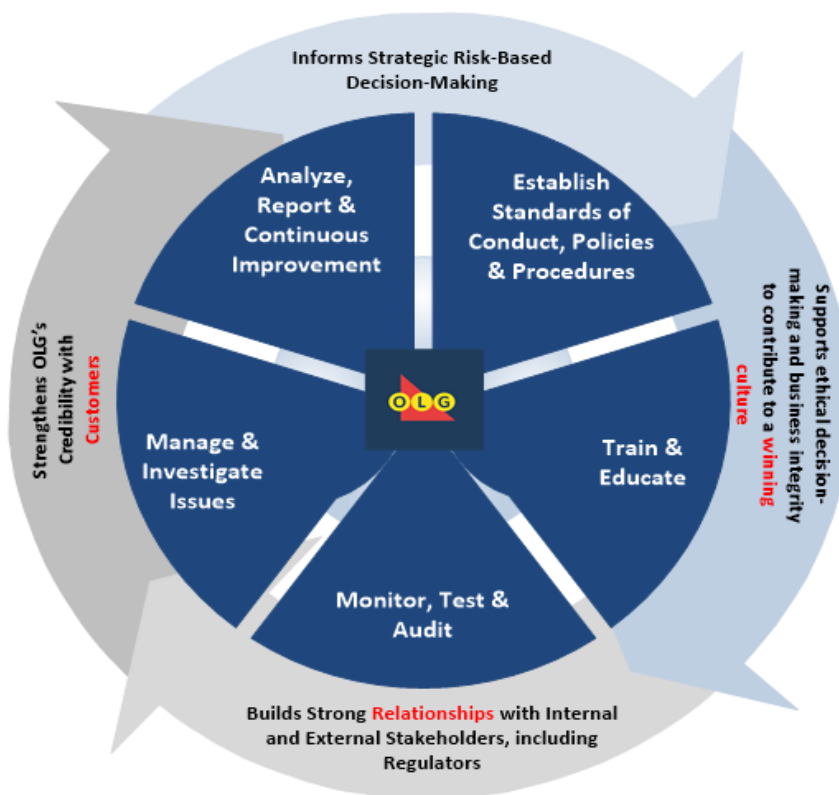 Informs Strategic Risk-Based
Decision-Making
Analyze,
Report &
Continuous
Improvement
Establish
Standards of
Conduct, Policies
& Procedures
Supports ethical decision-
making and business integrity
to contribute to a winning
culture
Strengthens OLG's
Credibility with
Customers
OLG
Manage &
Investigate
Issues
Train &
Educate
Monitor, Test &
Audit
Builds Strong Relationships with Internal
and External Stakeholders, including
Regulators